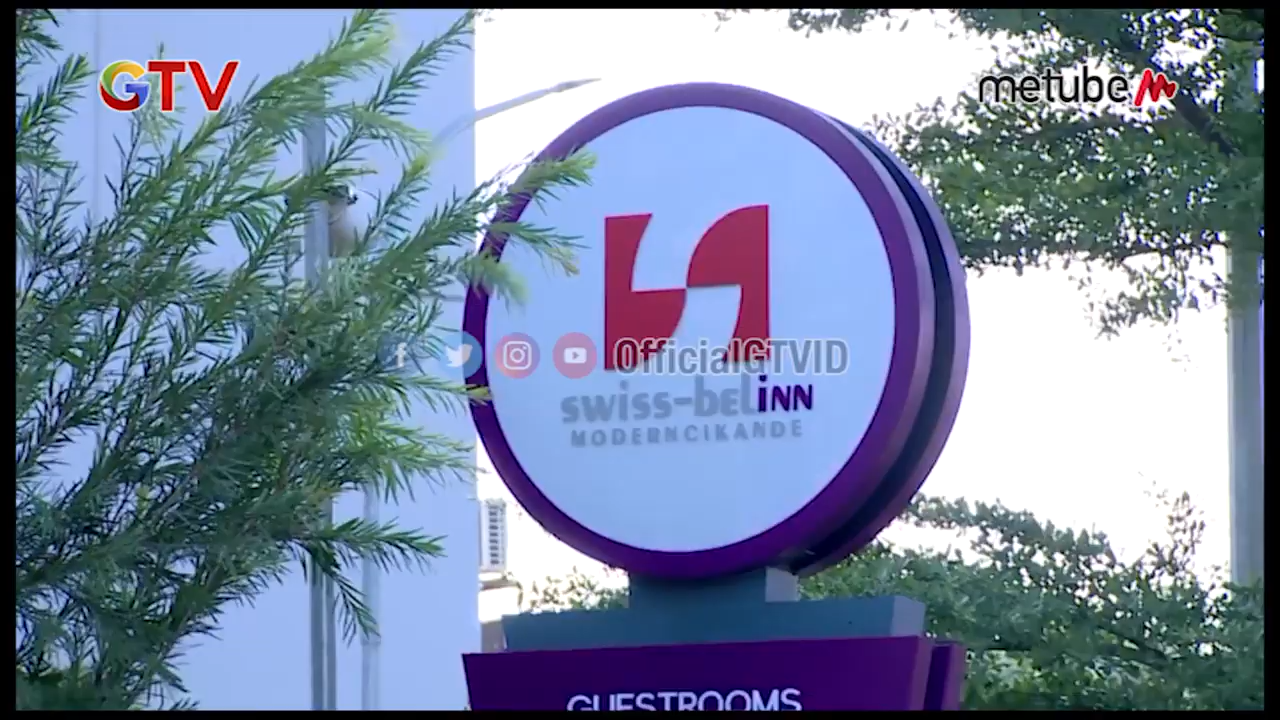 GTV
metube
OfficialGTVID
swiss-belinn
MODERNCIKANDE
GUESTROOMS